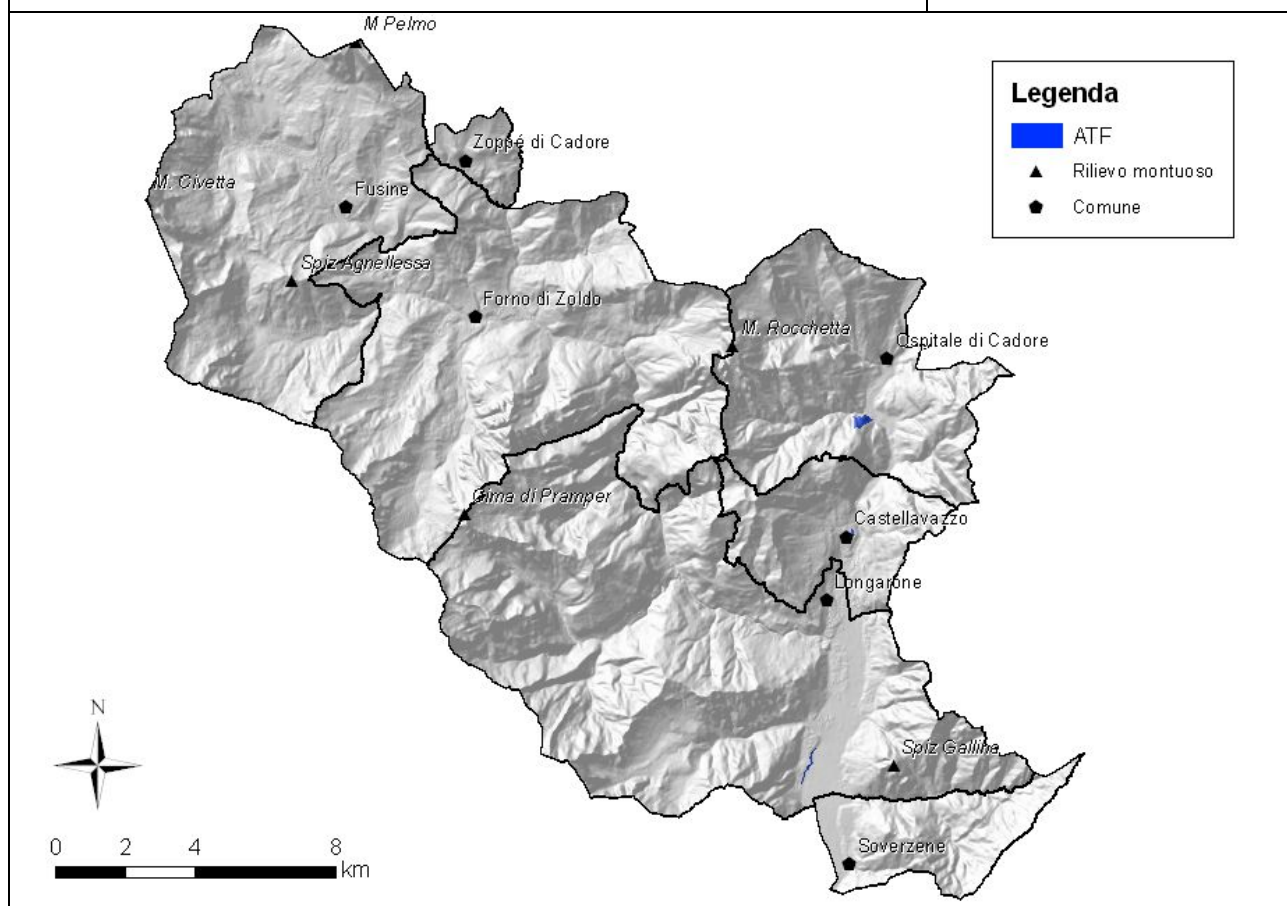 M Pelmo
Legenda
ATF
Rilievo montuoso
Comune
Zoppé di Cadore
M. Civetta
Fusine
Spiz Agnellessa
Forno di Zoldo
M. Rocchetta
Ospitale di Cadore
Cima di Pramper
Castellavazzo
Longarone
N
Spiz Gallina
0 2 4 8
km
Soverzene